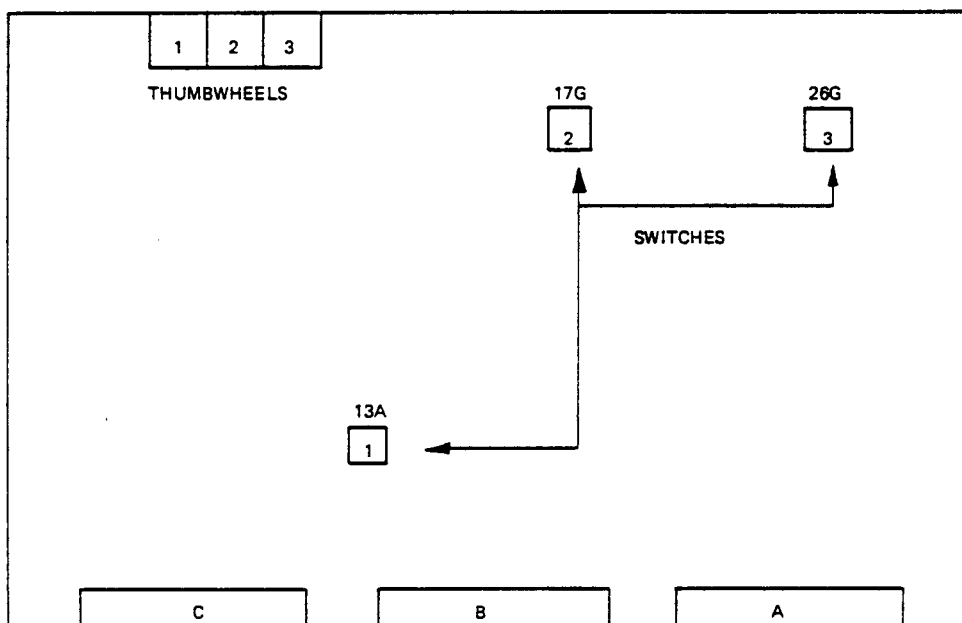 1 2 3
THUMBWHEELS
17G 26G
2 3
SWITCHES
13A
1
C B A